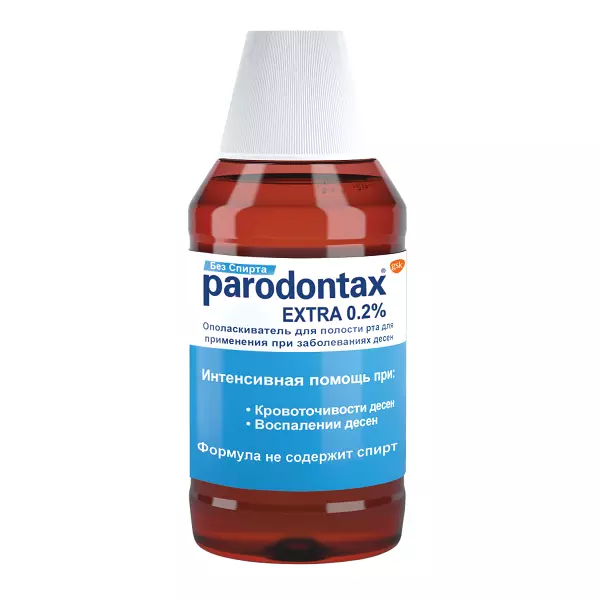 Без Спирта
gsk
parodontax®
EXTRA 0.2%
Ополаскиватель для полости рта для
применения при заболеваниях десен
Интенсивная помощь при:
• Кровоточивости десен
• Воспалении десен
Формула не содержит спирт